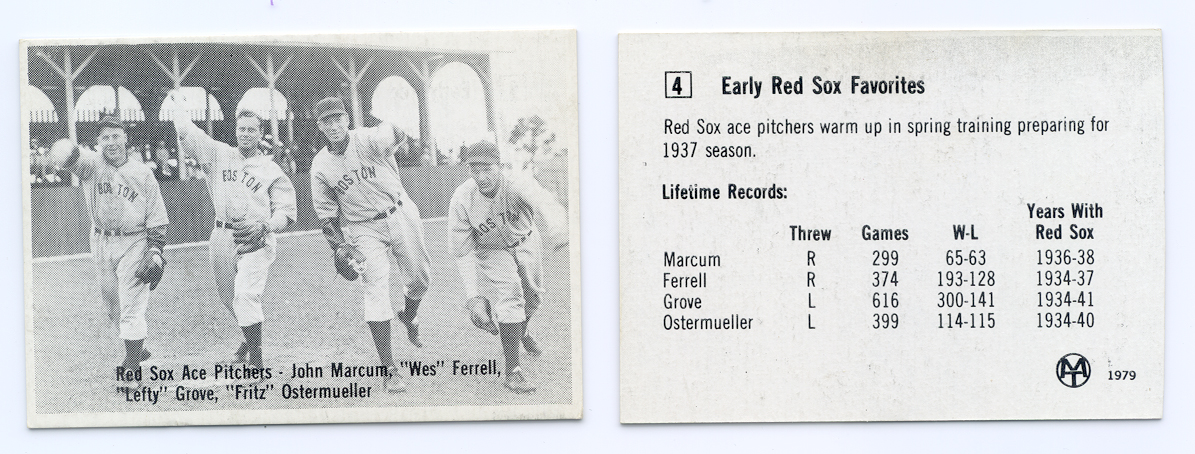 BOSTON
BOSTON
BOSTON
BOSTON
Red Sox Ace Pitchers - John Marcum, "Wes" Ferrell,
"Lefty" Grove, "Fritz" Ostermueller
4 Early Red Sox Favorites
Red Sox ace pitchers warm up in spring training preparing for
1937 season.
Lifetime Records:
Years With
Threw Games W-L Red Sox
Marcum R 299 65-63 1936-38
Ferrell R 374 193-128 1934-37
Grove L 616 300-141 1934-41
Ostermueller L 399 114-115 1934-40
1979